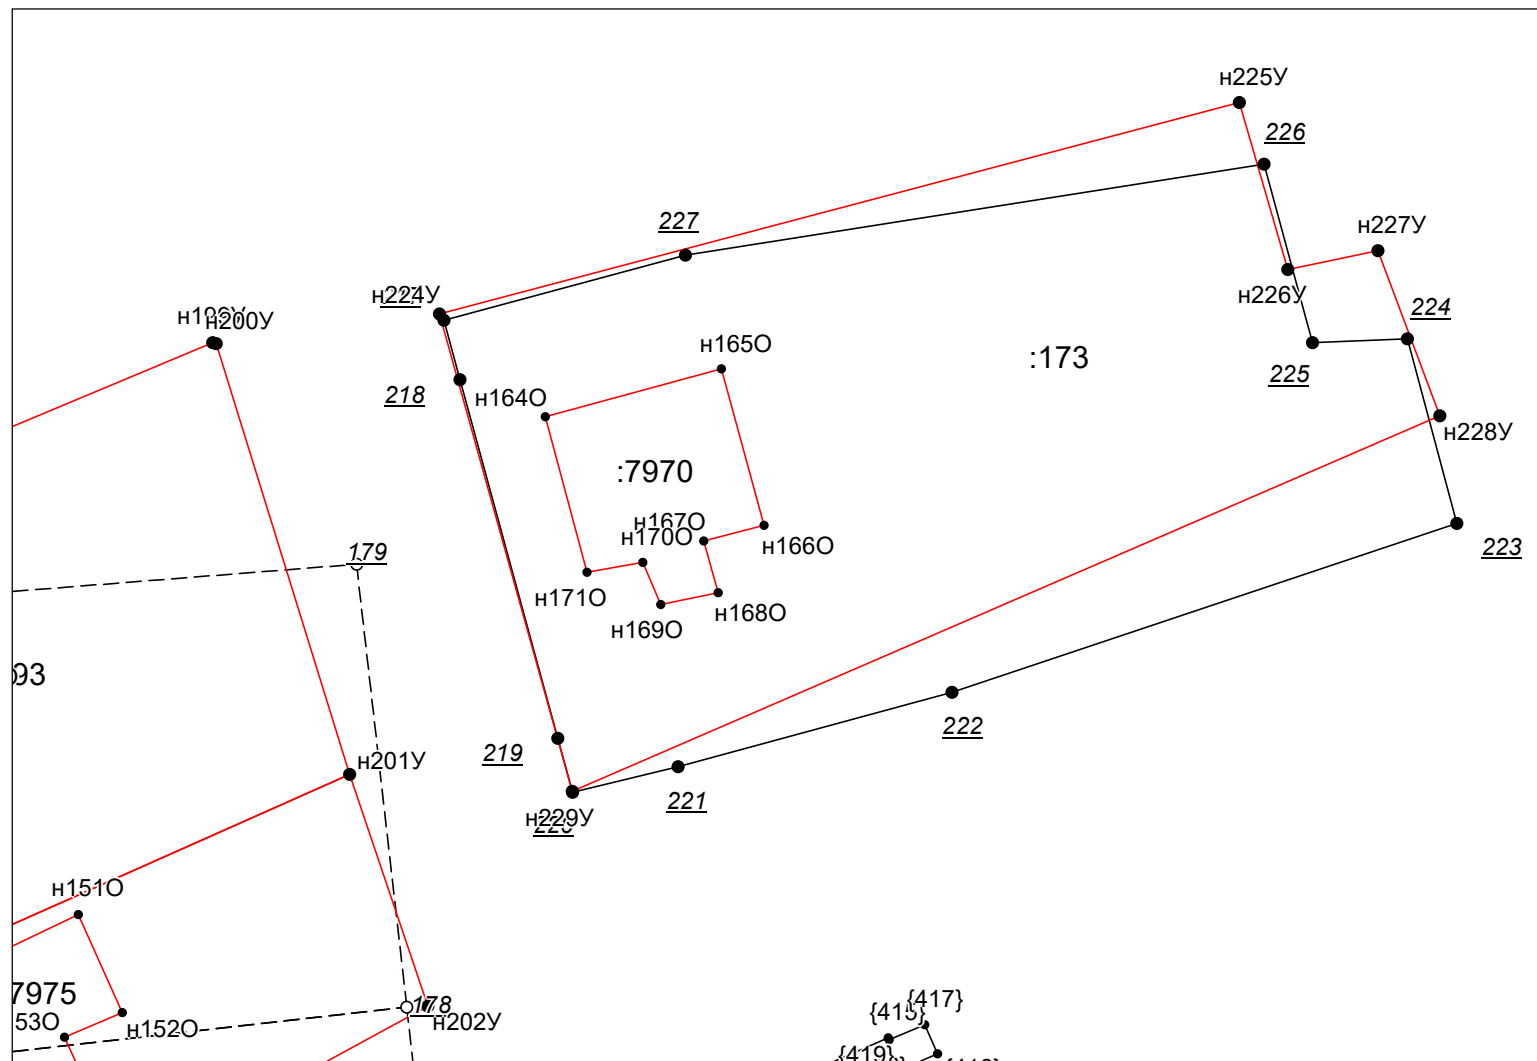 н225У
226
227
н227У
н226У
224
н224У
н200У
:173
н165О
225
218
н164О
н228У
:7970
н167О
н170О
н166О
179
223
н171О
н168О
н169О
93
222
219
н201У
221
н229У
н151О
7975
178
{417}
{415}
53О
н152О
н202У
{419}